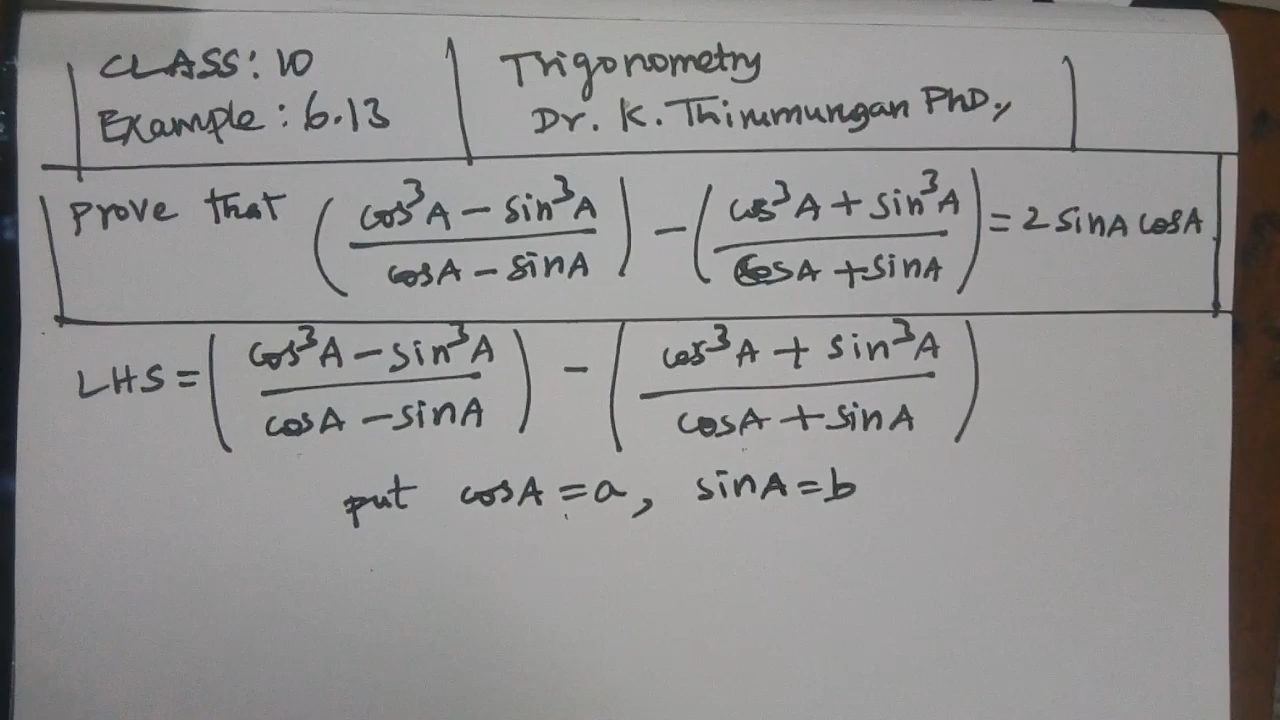 CLASS: 10
Example: 6.13
Trigonometry
Dr. K. Thirumurugan PhD.,
Prove that ((cos³A − sin³A)/(cosA − sinA)) − ((cos³A + sin³A)/(cosA + sinA)) = 2 sinA cosA
LHS = ((cos³A − sin³A)/(cosA − sinA)) − ((cos³A + sin³A)/(cosA + sinA))
put cosA = a, sinA = b